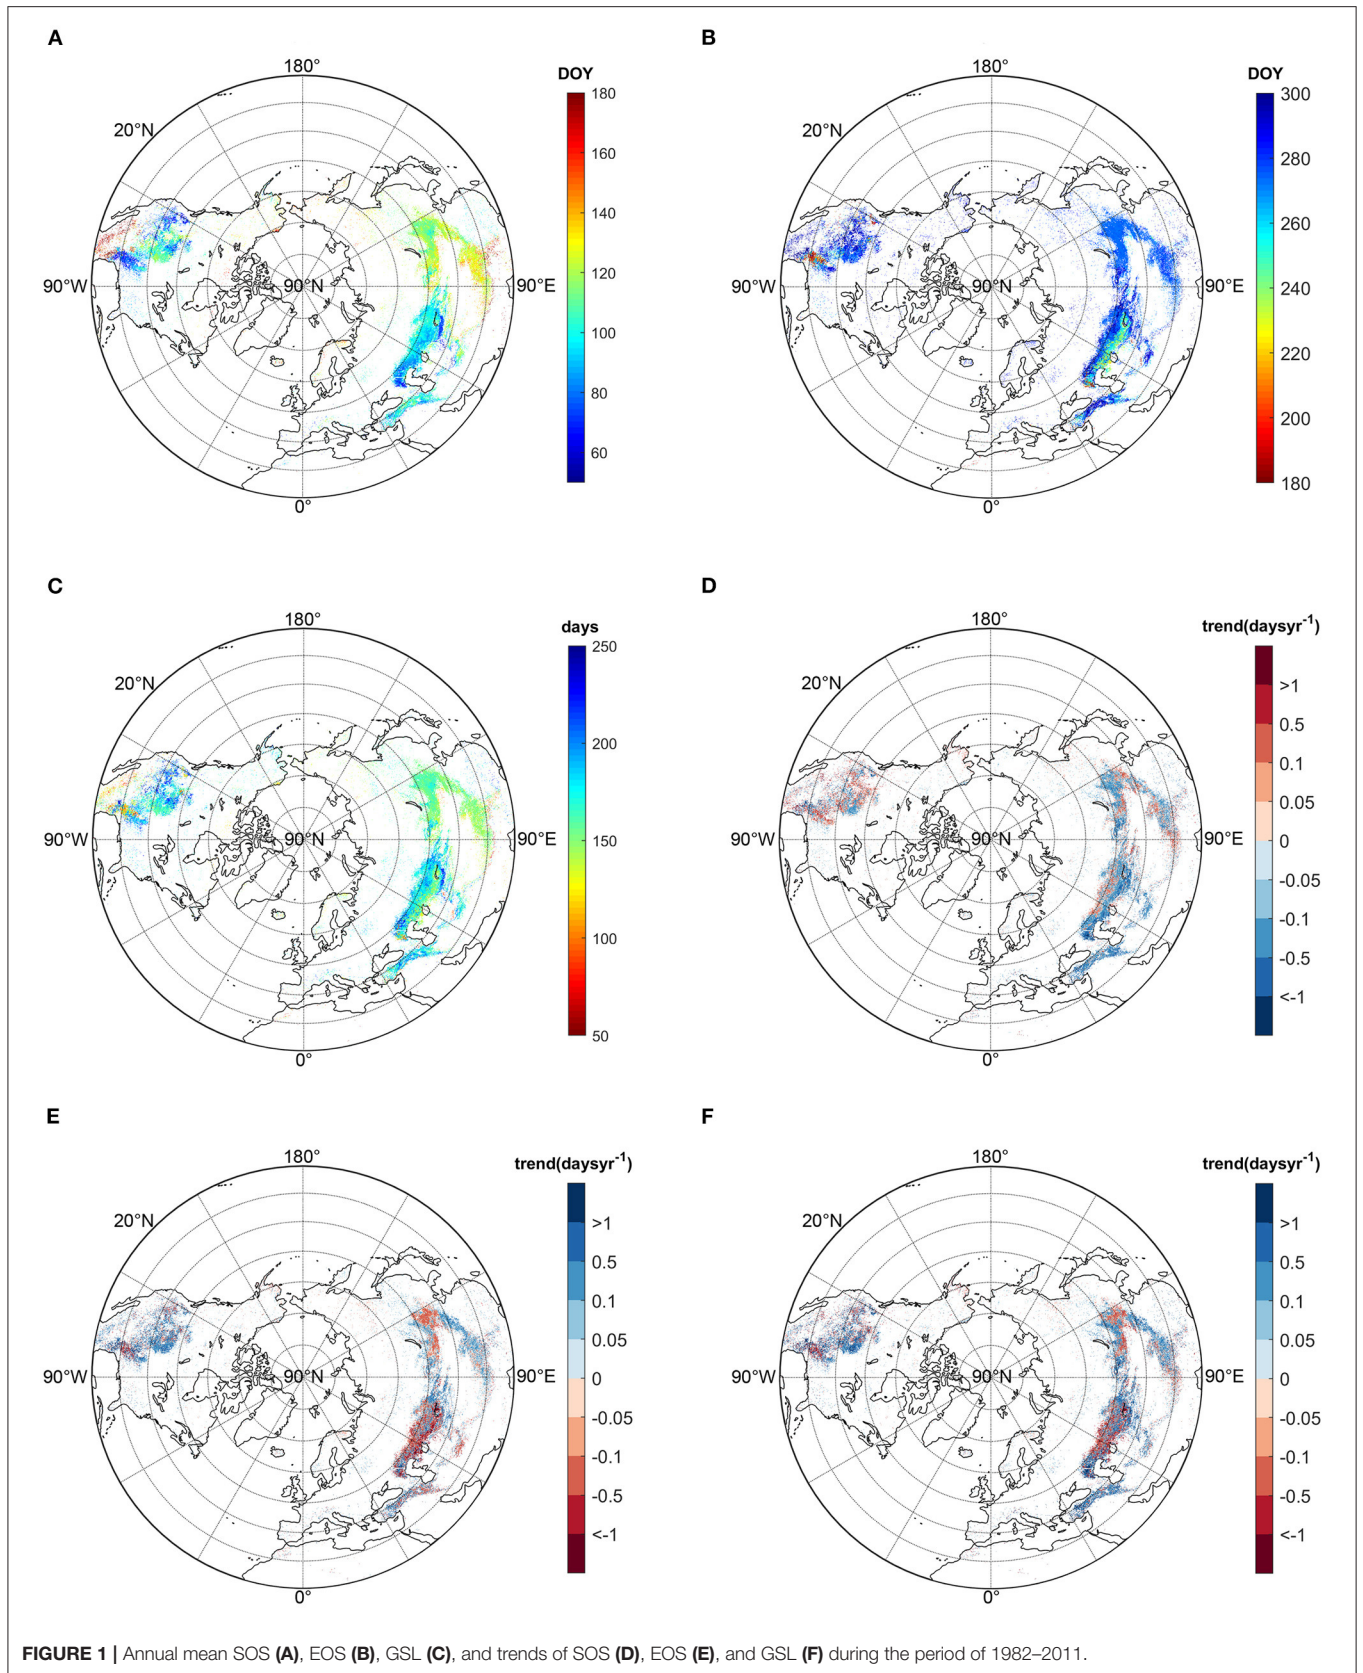 A
180°
DOY
180
20°N
160
140
120
90°W
90°N
90°E
100
80
60
0°
B
180°
DOY
300
20°N
280
260
90°W
90°N
90°E
240
220
200
180
0°
C
180°
days
250
20°N
200
90°W
90°N
90°E
150
100
50
0°
D
180°
trend(daysyr⁻¹)
20°N
>1
0.5
0.1
0.05
90°W
90°N
90°E
0
-0.05
-0.1
-0.5
<-1
0°
E
180°
trend(daysyr⁻¹)
20°N
>1
0.5
0.1
0.05
90°W
90°N
90°E
0
-0.05
-0.1
-0.5
<-1
0°
F
180°
trend(daysyr⁻¹)
20°N
>1
0.5
0.1
0.05
90°W
90°N
90°E
0
-0.05
-0.1
-0.5
<-1
0°
FIGURE 1 | Annual mean SOS (A), EOS (B), GSL (C), and trends of SOS (D), EOS (E), and GSL (F) during the period of 1982–2011.